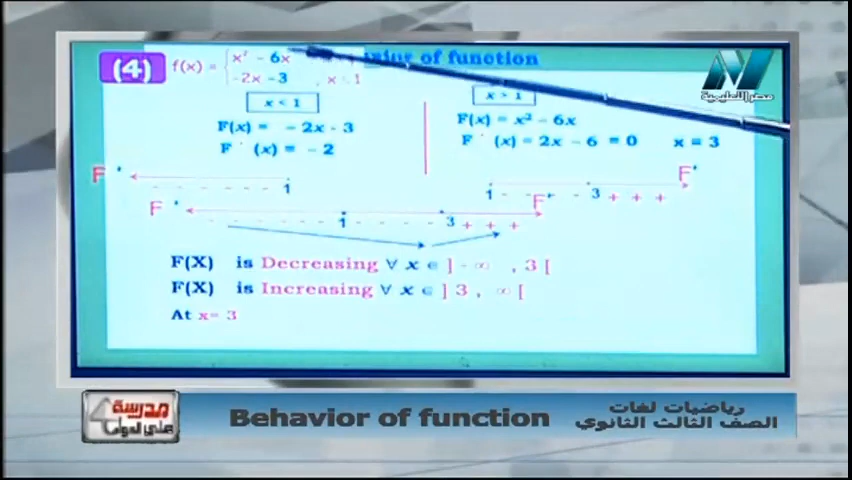 (4) f(x) = { x² - 6x
-2x - 3 , x < 1
of function
مصر التعليمية
x < 1
x > 1
F(x) = - 2x - 3
F ' (x) = - 2
F(x) = x² - 6x
F ' (x) = 2x - 6 = 0 x = 3
F ' - - - - - - - 1
1 - - - - 3 + + + F '
F ' - - - - - - 1 - - - - - 3 + + + F '
F(X) is Decreasing ∀ x ∈ ] -∞ , 3 [
F(X) is Increasing ∀ x ∈ ] 3 , ∞ [
At x= 3
مدرسة
على الهواء
Behavior of function
رياضيات لغات
الصف الثالث الثانوي